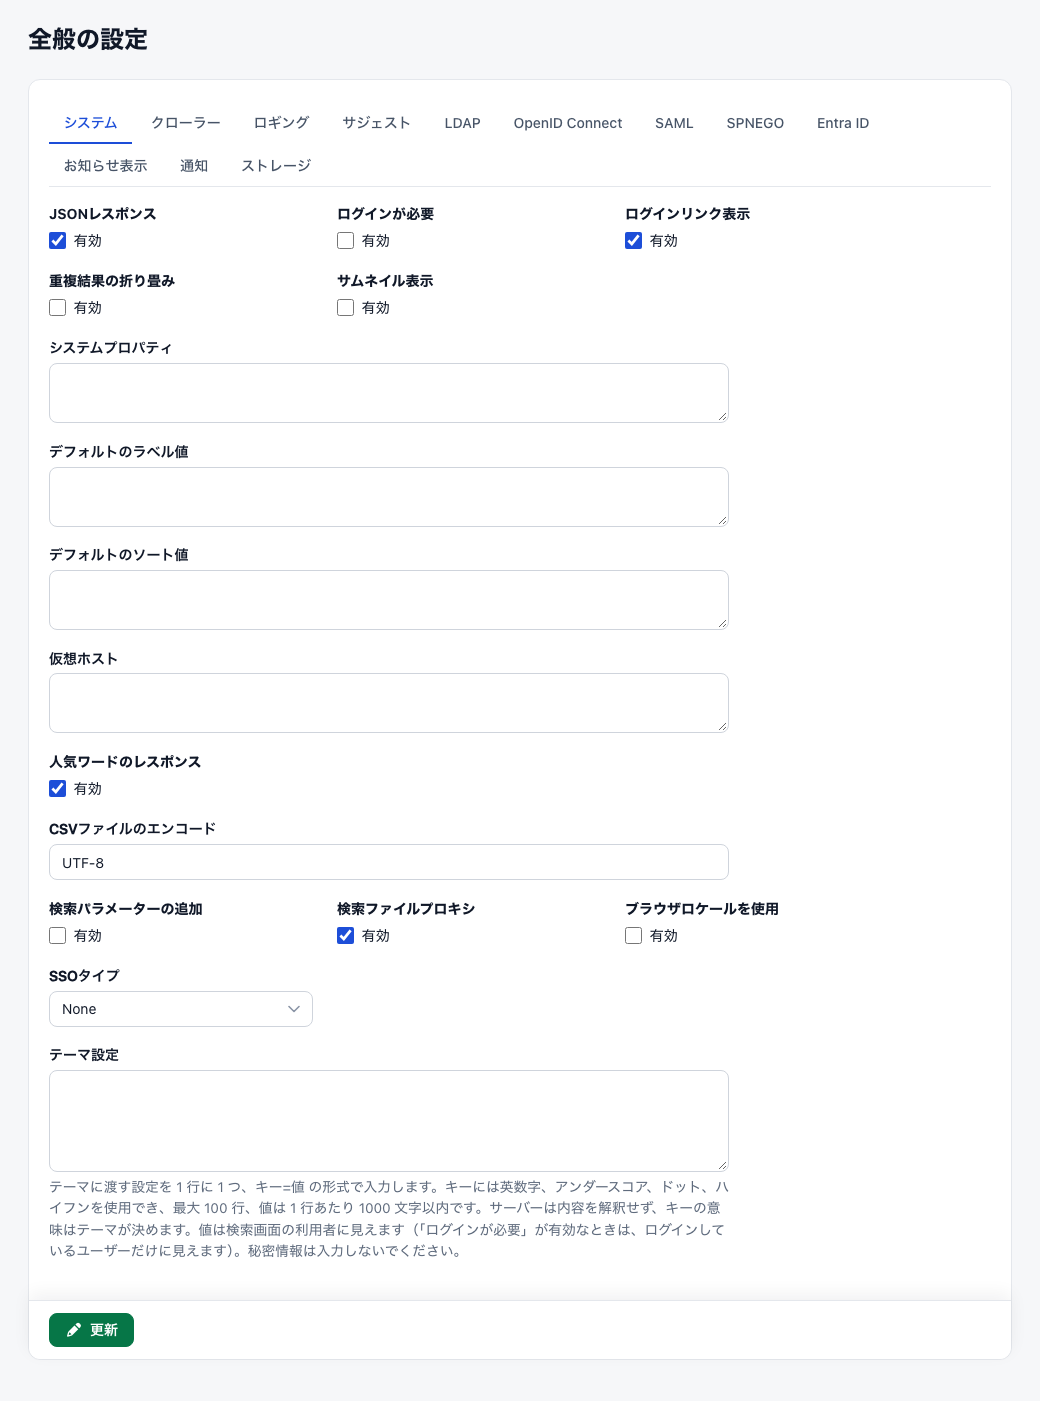 全般の設定
システム クローラー ロギング サジェスト LDAP OpenID Connect SAML SPNEGO Entra ID
お知らせ表示 通知 ストレージ
JSONレスポンス ログインが必要 ログインリンク表示
有効 有効 有効
重複結果の折り畳み サムネイル表示
有効 有効
システムプロパティ
デフォルトのラベル値
デフォルトのソート値
仮想ホスト
人気ワードのレスポンス
有効
CSVファイルのエンコード
UTF-8
検索パラメーターの追加 検索ファイルプロキシ ブラウザロケールを使用
有効 有効 有効
SSOタイプ
None
テーマ設定
テーマに渡す設定を 1 行に 1 つ、キー=値 の形式で入力します。キーには英数字、アンダースコア、ドット、ハ
イフンを使用でき、最大 100 行、値は 1 行あたり 1000 文字以内です。サーバーは内容を解釈せず、キーの意
味はテーマが決めます。値は検索画面の利用者に見えます（「ログインが必要」が有効なときは、ログインして
いるユーザーだけに見えます）。秘密情報は入力しないでください。
更新